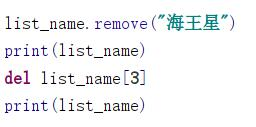 list_name.remove("海王星")
print(list_name)
del list_name[3]
print(list_name)